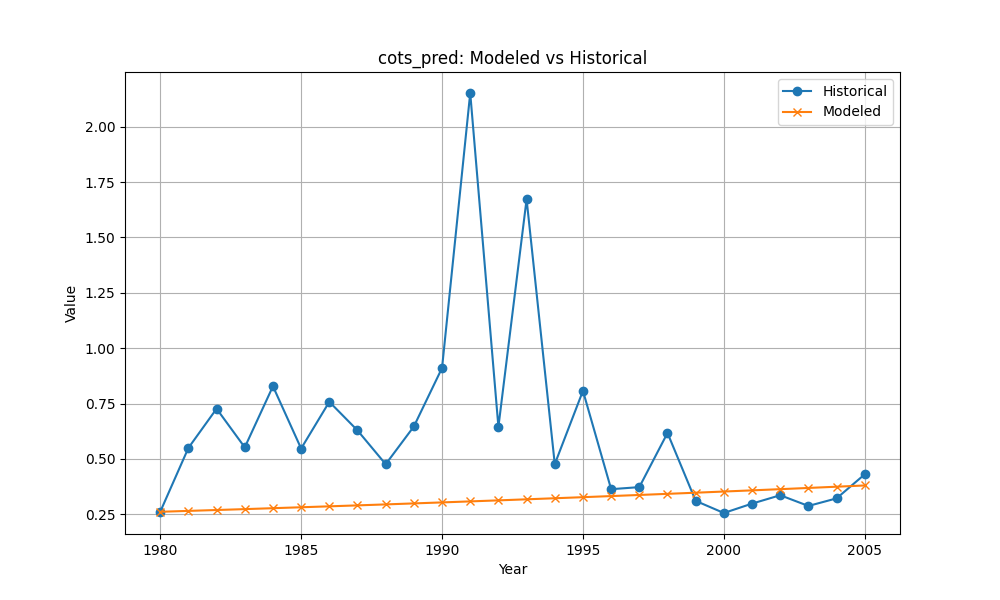 cots_pred: Modeled vs Historical
Historical
Modeled
Value
2.00
1.75
1.50
1.25
1.00
0.75
0.50
0.25
1980 1985 1990 1995 2000 2005
Year